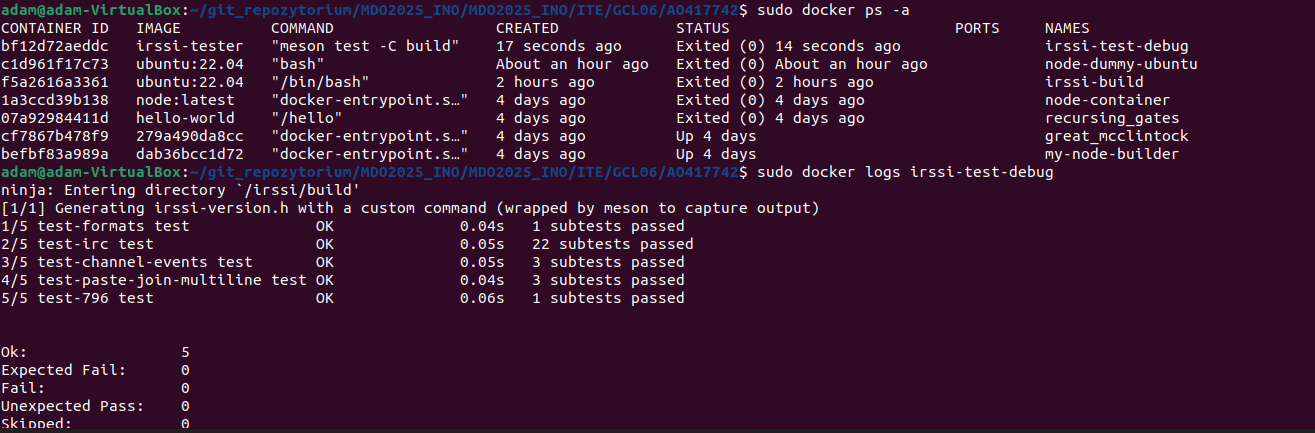 adam@adam-VirtualBox:~/git_repozytorium/MDO2025_INO/MDO2025_INO/ITE/GCL06/AO417742$ sudo docker ps -a
CONTAINER ID   IMAGE          COMMAND                  CREATED             STATUS                         PORTS     NAMES
bf12d72aeddc   irssi-tester   "meson test -C build"    17 seconds ago      Exited (0) 14 seconds ago                irssi-test-debug
c1d961f17c73   ubuntu:22.04   "bash"                   About an hour ago   Exited (0) About an hour ago             node-dummy-ubuntu
f5a2616a3361   ubuntu:22.04   "/bin/bash"              2 hours ago         Exited (0) 2 hours ago                   irssi-build
1a3ccd39b138   node:latest    "docker-entrypoint.s…"   4 days ago          Exited (0) 4 days ago                    node-container
07a92984411d   hello-world    "/hello"                 4 days ago          Exited (0) 4 days ago                    recursing_gates
cf7867b478f9   279a490da8cc   "docker-entrypoint.s…"   4 days ago          Up 4 days                                great_mcclintock
befbf83a989a   dab36bcc1d72   "docker-entrypoint.s…"   4 days ago          Up 4 days                                my-node-builder
adam@adam-VirtualBox:~/git_repozytorium/MDO2025_INO/MDO2025_INO/ITE/GCL06/AO417742$ sudo docker logs irssi-test-debug
ninja: Entering directory `/irssi/build'
[1/1] Generating irssi-version.h with a custom command (wrapped by meson to capture output)
1/5 test-formats test             OK              0.04s   1 subtests passed
2/5 test-irc test                 OK              0.05s   22 subtests passed
3/5 test-channel-events test      OK              0.05s   3 subtests passed
4/5 test-paste-join-multiline test OK              0.04s   3 subtests passed
5/5 test-796 test                 OK              0.06s   1 subtests passed
Ok:                 5
Expected Fail:      0
Fail:               0
Unexpected Pass:    0
Skipped:            0